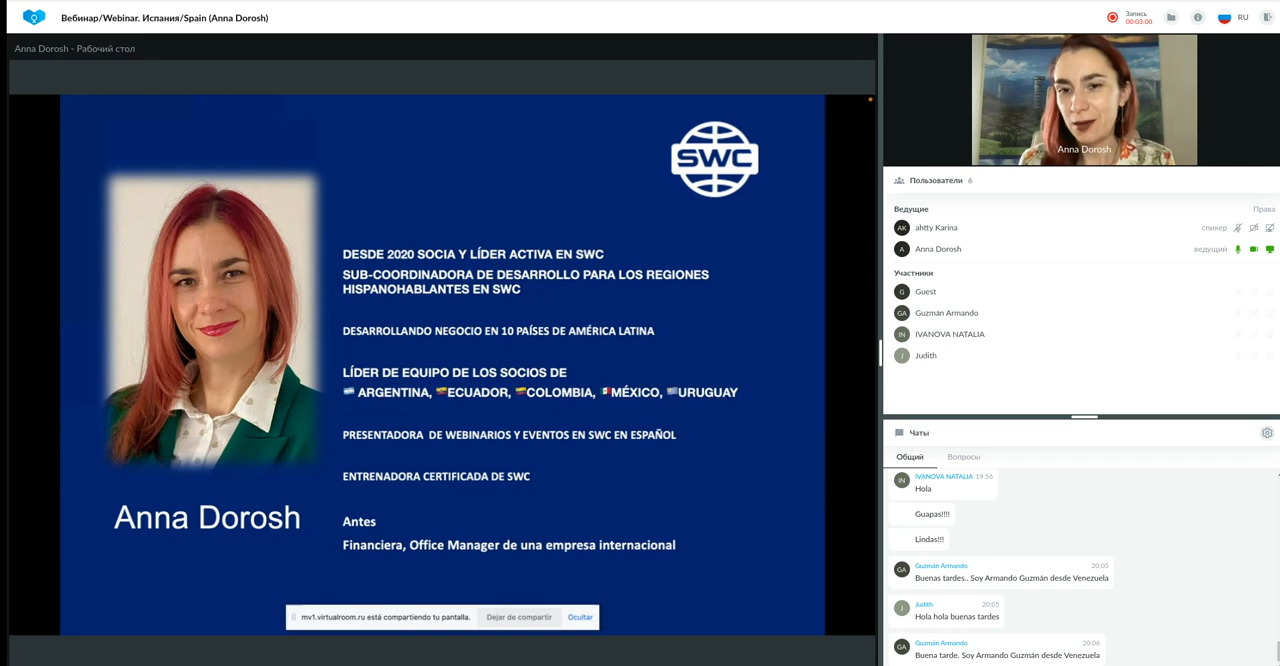 Вебинар/Webinar. Испания/Spain (Anna Dorosh)
Запись
00:03:00
RU
Anna Dorosh - Рабочий стол
SWC
DESDE 2020 SOCIA Y LÍDER ACTIVA EN SWC
SUB-COORDINADORA DE DESARROLLO PARA LOS REGIONES
HISPANOHABLANTES EN SWC
DESARROLLANDO NEGOCIO EN 10 PAÍSES DE AMÉRICA LATINA
LÍDER DE EQUIPO DE LOS SOCIOS DE
ARGENTINA, ECUADOR, COLOMBIA, MÉXICO, URUGUAY
PRESENTADORA DE WEBINARIOS Y EVENTOS EN SWC EN ESPAÑOL
ENTRENADORA CERTIFICADA DE SWC
Anna Dorosh
Antes
Financiera, Office Manager de una empresa internacional
mv1.virtualroom.ru está compartiendo tu pantalla. Dejar de compartir Ocultar
Anna Dorosh
Пользователи 6
Ведущие Права
AK ahtty Karina спикер
A Anna Dorosh ведущий
Участники
G Guest
GA Guzmán Armando
IN IVANOVA NATALIA
J Judith
Чаты
Общий Вопросы
IN IVANOVA NATALIA 19:56
Hola
Guapas!!!!
Lindas!!!
GA Guzmán Armando 20:05
Buenas tardes.. Soy Armando Guzmán desde Venezuela
J Judith 20:05
Hola hola buenas tardes
GA Guzmán Armando 20:06
Buena tarde. Soy Armando Guzmán desde Venezuela